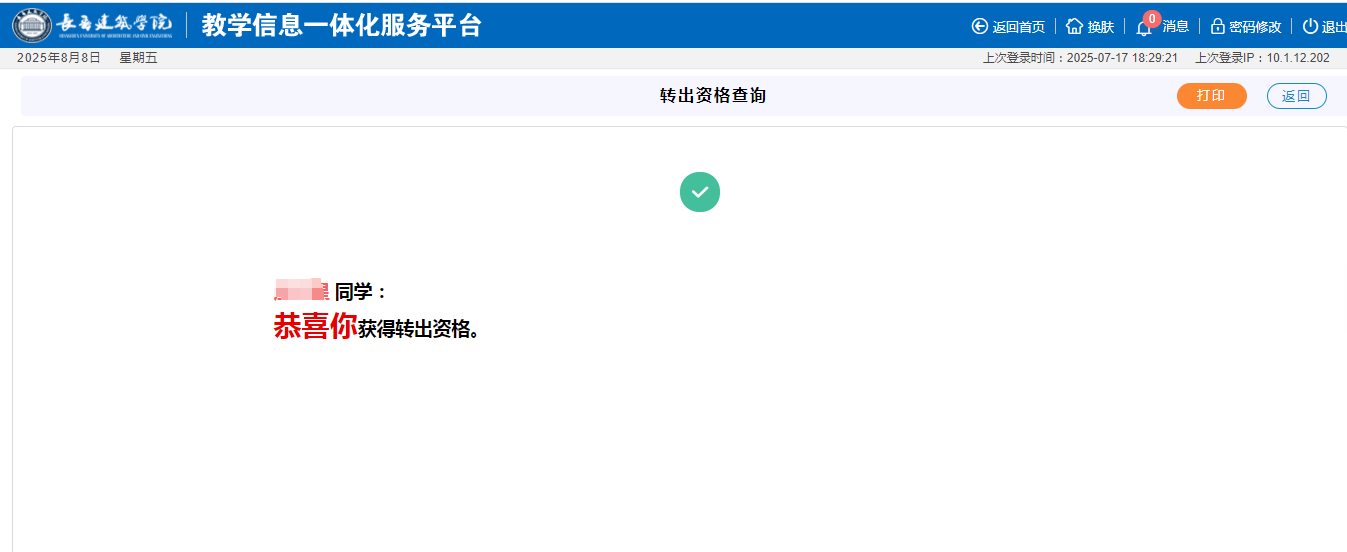 長春建築學院 教学信息一体化服务平台 返回首页 换肤 0 消息 密码修改 退出
2025年8月8日 星期五 上次登录时间：2025-07-17 18:29:21 上次登录IP：10.1.12.202
转出资格查询 打印 返回
同学：
恭喜你获得转出资格。